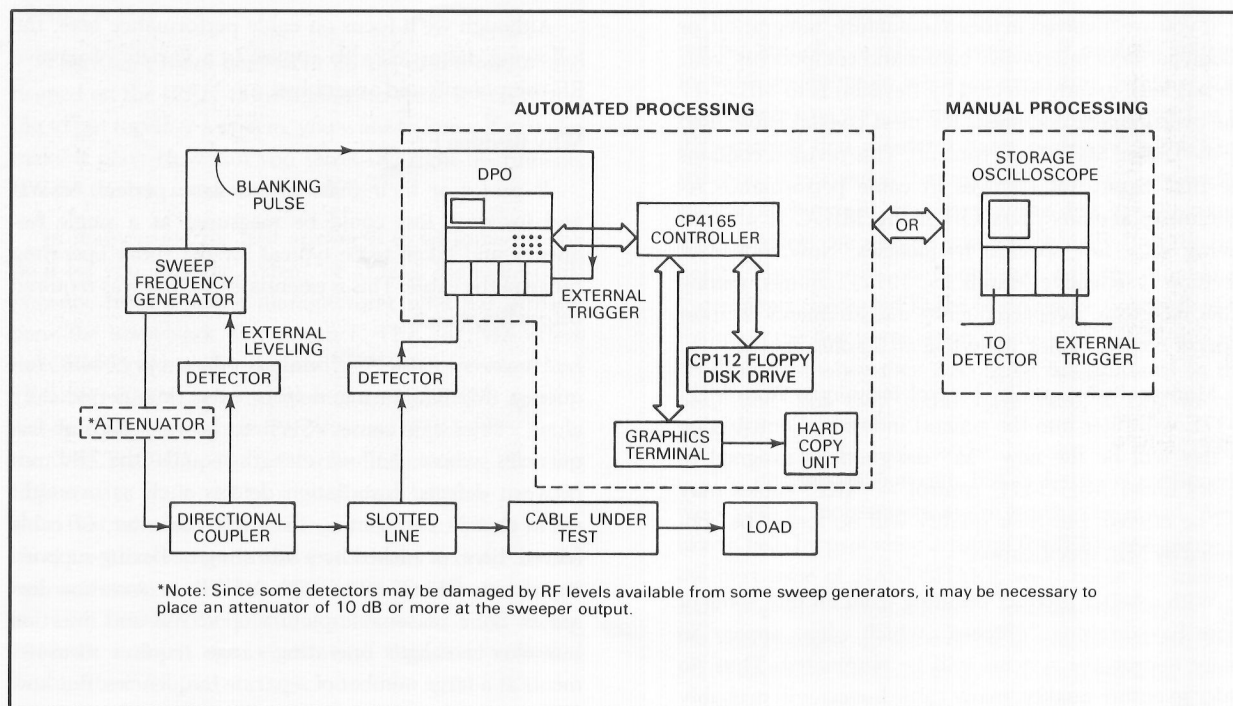 AUTOMATED PROCESSING
MANUAL PROCESSING
BLANKING
PULSE
DPO
STORAGE
OSCILLOSCOPE
CP4165
CONTROLLER
OR
SWEEP
FREQUENCY
GENERATOR
EXTERNAL
TRIGGER
EXTERNAL
LEVELING
TO
DETECTOR
EXTERNAL
TRIGGER
DETECTOR
DETECTOR
CP112 FLOPPY
DISK DRIVE
*ATTENUATOR
GRAPHICS
TERMINAL
HARD
COPY
UNIT
DIRECTIONAL
COUPLER
SLOTTED
LINE
CABLE UNDER
TEST
LOAD
*Note: Since some detectors may be damaged by RF levels available from some sweep generators, it may be necessary to
place an attenuator of 10 dB or more at the sweeper output.